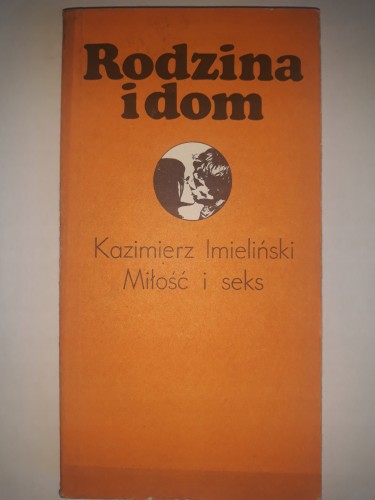 Rodzina
i dom
Kazimierz Imieliński
Miłość i seks